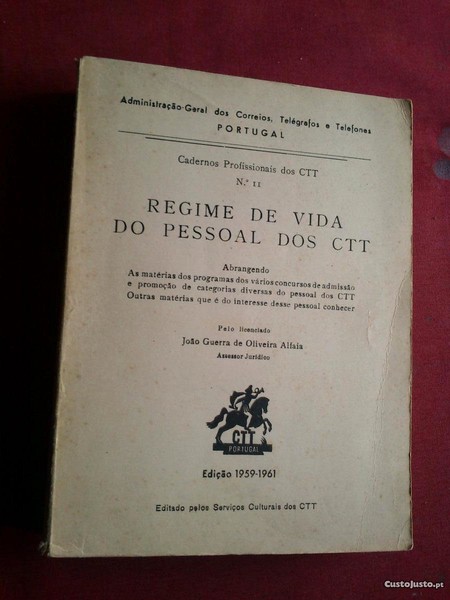 Administração-Geral dos Correios, Telégrafos e Telefones
PORTUGAL
Cadernos Profissionais dos CTT
N.º 11
REGIME DE VIDA
DO PESSOAL DOS CTT
Abrangendo
As matérias dos programas dos vários concursos de admissão
e promoção de categorias diversas do pessoal dos CTT
Outras matérias que é do interesse desse pessoal conhecer
Pelo licenciado
João Guerra de Oliveira Alfaia
Assessor Jurídico
CTT
PORTUGAL
Edição 1959-1961
Editado pelos Serviços Culturais dos CTT
CustoJusto.pt